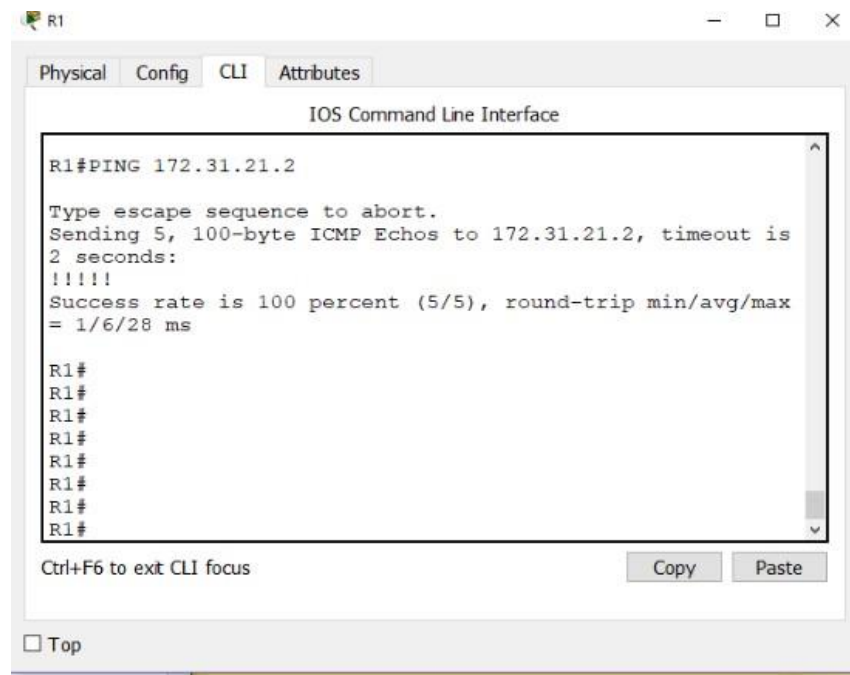 R1
Physical Config CLI Attributes
IOS Command Line Interface
R1#PING 172.31.21.2
Type escape sequence to abort.
Sending 5, 100-byte ICMP Echos to 172.31.21.2, timeout is
2 seconds:
!!!!!
Success rate is 100 percent (5/5), round-trip min/avg/max
= 1/6/28 ms
R1#
R1#
R1#
R1#
R1#
R1#
R1#
R1#
Ctrl+F6 to exit CLI focus
Copy Paste
Top